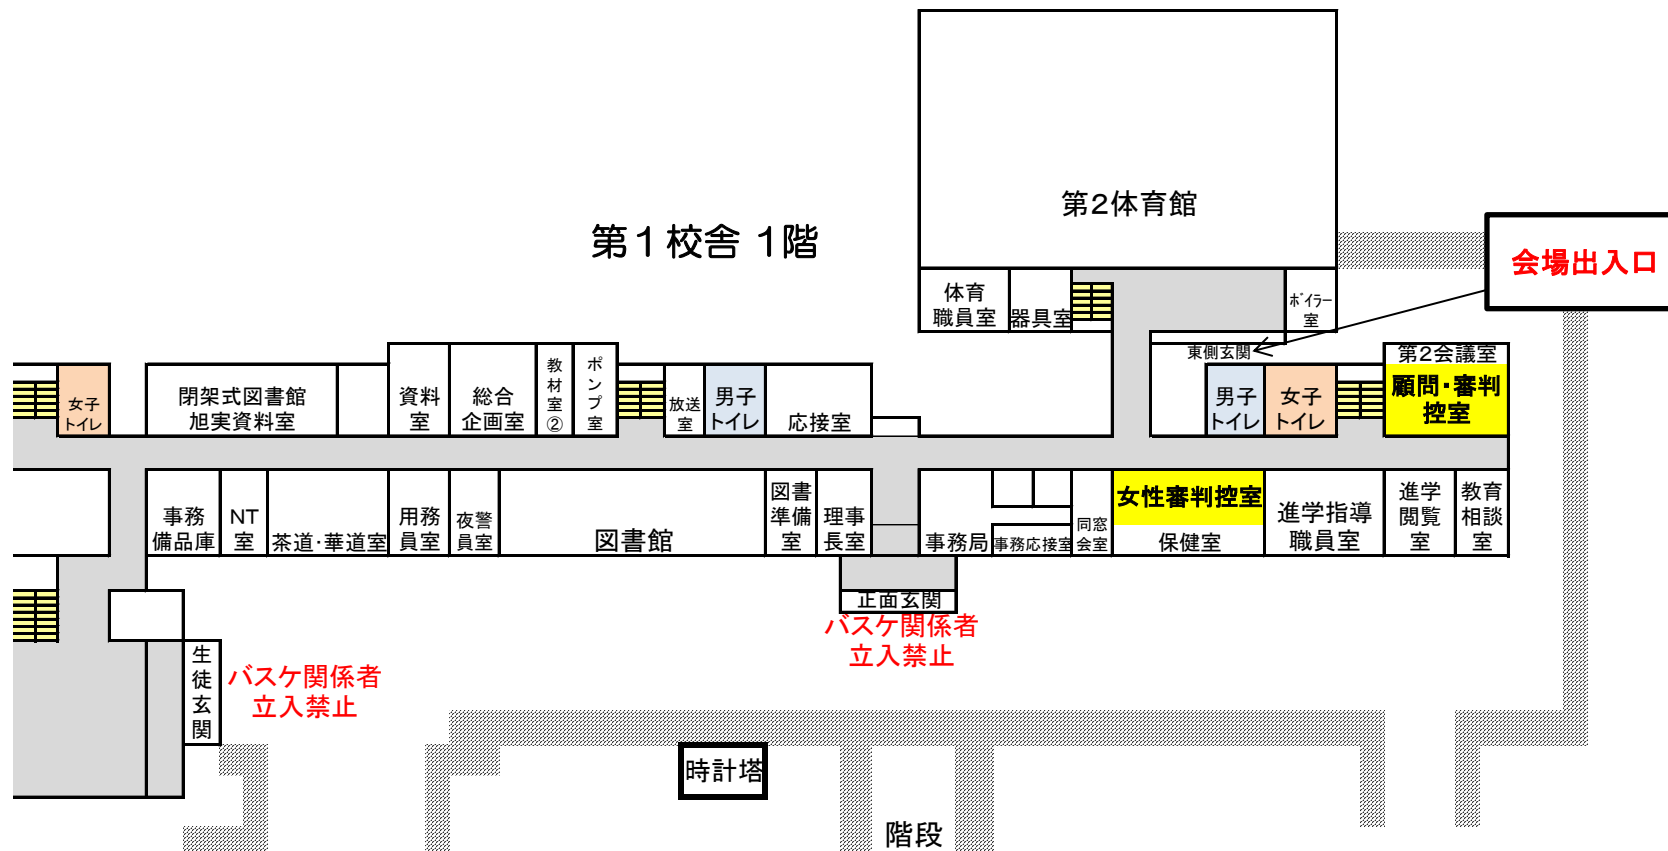 第2体育館
第1校舎 1階
会場出入口
体育
職員室
器具室
ボイラー
室
東側玄関
第2会議室
顧問・審判
控室
女子
トイレ
閉架式図書館
旭実資料室
資料
室
総合
企画室
教材室②
ポンプ室
放送
室
男子
トイレ
応接室
男子
トイレ
女子
トイレ
事務
備品庫
NT
室
茶道・華道室
用務
員室
夜警
員室
図書館
図書
準備
室
理事
長室
事務局
事務応接室
同窓
会室
女性審判控室
保健室
進学指導
職員室
進学
閲覧
室
教育
相談
室
正面玄関
バスケ関係者
立入禁止
生徒玄関
バスケ関係者
立入禁止
時計塔
階段